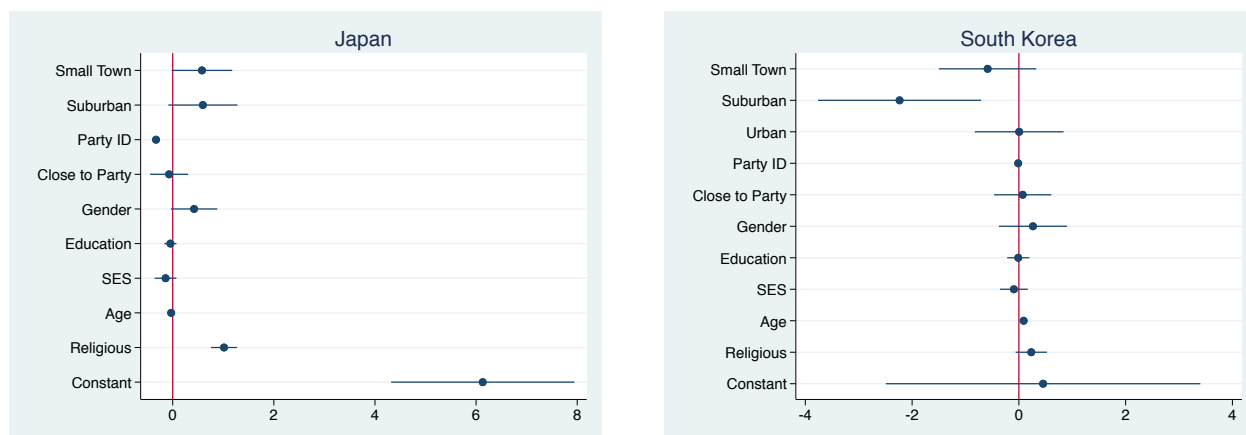 Japan
Small Town
Suburban
Party ID
Close to Party
Gender
Education
SES
Age
Religious
Constant
0 2 4 6 8
South Korea
Small Town
Suburban
Urban
Party ID
Close to Party
Gender
Education
SES
Age
Religious
Constant
-4 -2 0 2 4